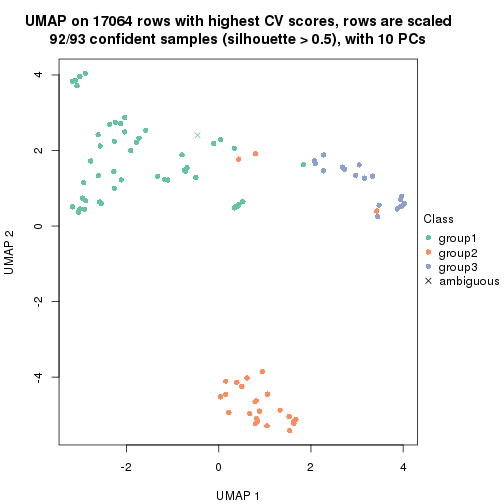 UMAP on 17064 rows with highest CV scores, rows are scaled
92/93 confident samples (silhouette > 0.5), with 10 PCs
4
2
0
-2
-4
UMAP 2
-2
0
2
4
UMAP 1
Class
group1
group2
group3
ambiguous